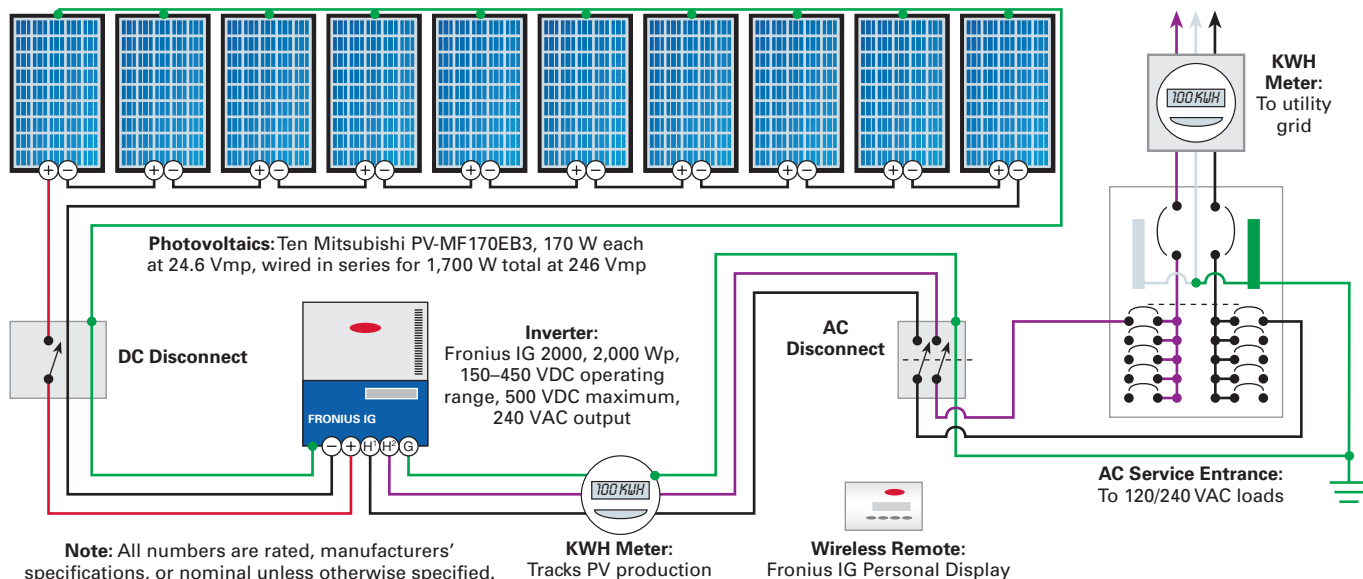 KWH
Meter:
To utility
grid
100 KWH
+ − + − + − + − + − + − + − + − + − + −
Photovoltaics: Ten Mitsubishi PV-MF170EB3, 170 W each
at 24.6 Vmp, wired in series for 1,700 W total at 246 Vmp
DC Disconnect
Inverter:
Fronius IG 2000, 2,000 Wp,
150–450 VDC operating
range, 500 VDC maximum,
240 VAC output
FRONIUS IG
− + H¹ H² G
AC
Disconnect
100 KWH
AC Service Entrance:
To 120/240 VAC loads
Note: All numbers are rated, manufacturers’
specifications, or nominal unless otherwise specified.
KWH Meter:
Tracks PV production
Wireless Remote:
Fronius IG Personal Display